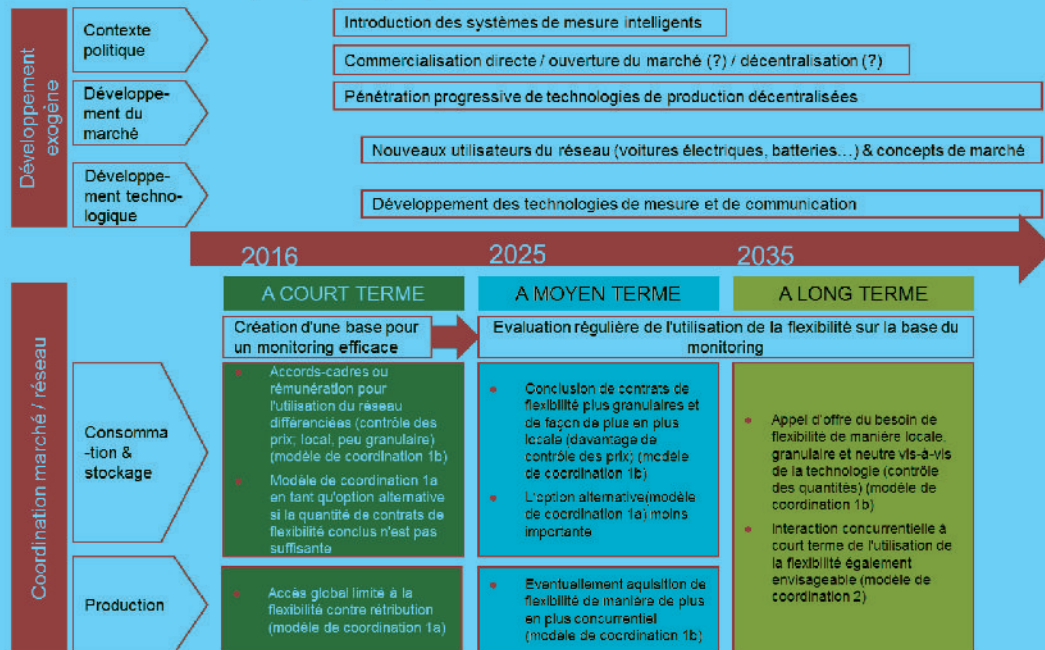 Développement
exogène
Contexte
politique
Introduction des systèmes de mesure intelligents
Commercialisation directe / ouverture du marché (?) / décentralisation (?)
Développe-
ment du
marché
Pénétration progressive de technologies de production décentralisées
Nouveaux utilisateurs du réseau (voitures électriques, batteries...) & concepts de marché
Développe-
ment techno-
logique
Développement des technologies de mesure et de communication
2016
2025
2035
Coordination marché / réseau
A COURT TERME
A MOYEN TERME
A LONG TERME
Création d'une base pour
un monitoring efficace
Evaluation régulière de l'utilisation de la flexibilité sur la base du
monitoring
Consomma
-tion &
stockage
Accords-cadres ou
rémunération pour
l'utilisation du réseau
différenciées (contrôle des
prix; local, peu granulaire)
(modèle de coordination 1b)
Modèle de coordination 1a
en tant qu'option alternative
si la quantité de contrats de
flexibilité conclus n'est pas
suffisante
Conclusion de contrats de
flexibilité plus granulaires et
de façon de plus en plus
locale (davantage de
contrôle des prix) (modèle
de coordination 1b)
L'option alternative(modèle
de coordination 1a) moins
importante
Appel d'offre du besoin de
flexibilité de manière locale,
granulaire et neutre vis-à-vis
de la technologie (contrôle
des quantités) (modèle de
coordination 1b)
Interaction concurrentielle à
court terme de l'utilisation de
la flexibilité également
envisageable (modèle de
coordination 2)
Production
Accès global limité à la
flexibilité contre rétribution
(modèle de coordination 1a)
Eventuellement aquisition de
flexibilité de manière de plus
en plus concurrentiel
(modèle de coordination 1b)